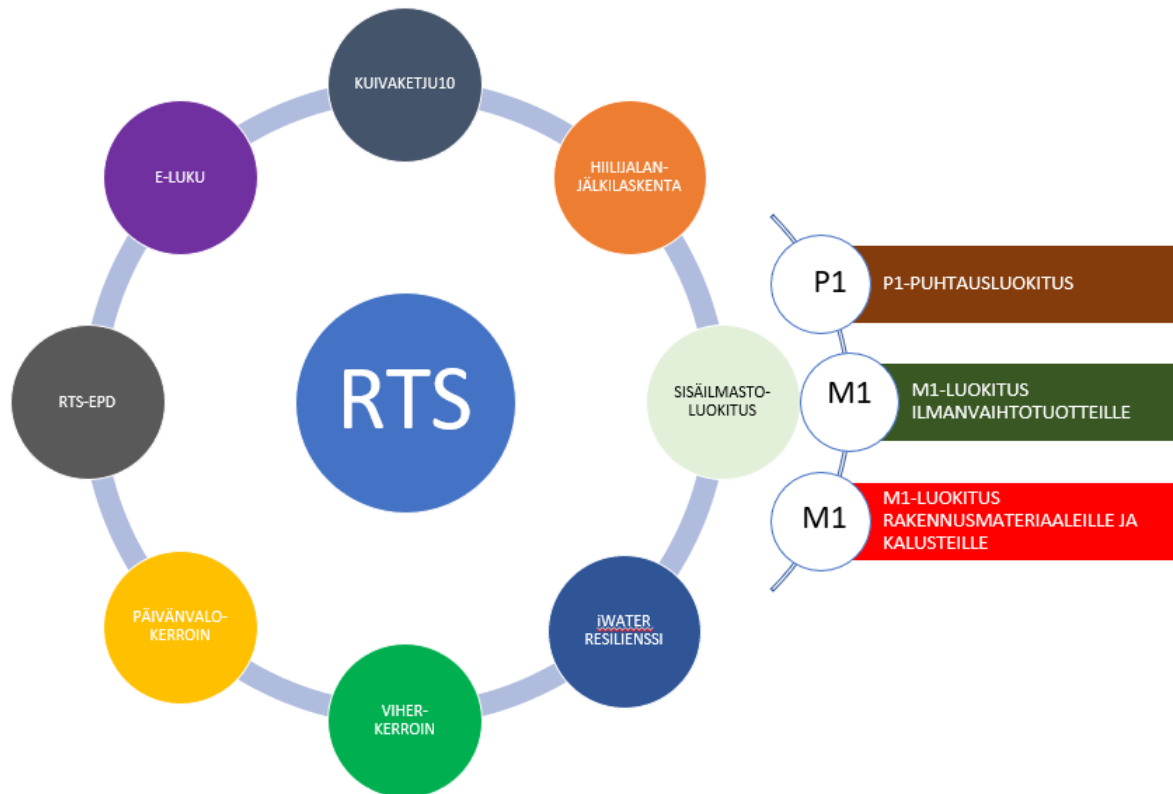 KUIVAKETJU10
HIILIJALAN-
JÄLKILASKENTA
SISÄILMASTO-
LUOKITUS
iWATER
RESILIENSSI
VIHER-
KERROIN
PÄIVÄNVALO-
KERROIN
RTS-EPD
E-LUKU
RTS
P1
P1-PUHTAUSLUOKITUS
M1
M1-LUOKITUS
ILMANVAIHTOTUOTTEILLE
M1
M1-LUOKITUS
RAKENNUSMATERIAALEILLE JA
KALUSTEILLE